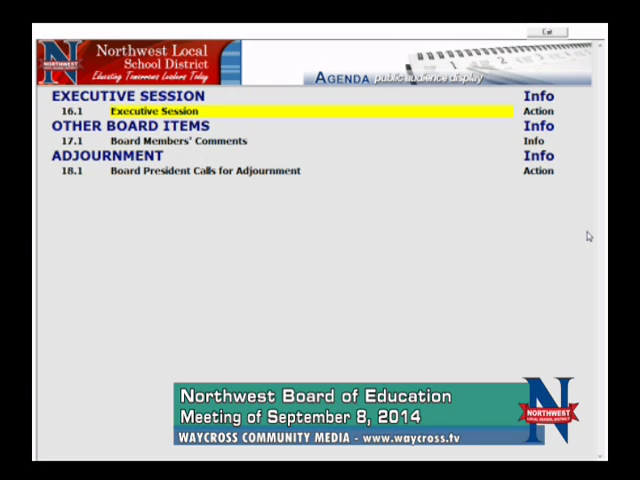 Exit
Northwest Local
School District
Educating Tomorrows Leaders Today
NORTHWEST
AGENDA public audience display
1 2
EXECUTIVE SESSION Info
16.1 Executive Session Action
OTHER BOARD ITEMS Info
17.1 Board Members' Comments Info
ADJOURNMENT Info
18.1 Board President Calls for Adjournment Action
Northwest Board of Education
Meeting of September 8, 2014
WAYCROSS COMMUNITY MEDIA - www.waycross.tv
N
NORTHWEST
LOCAL SCHOOL DISTRICT